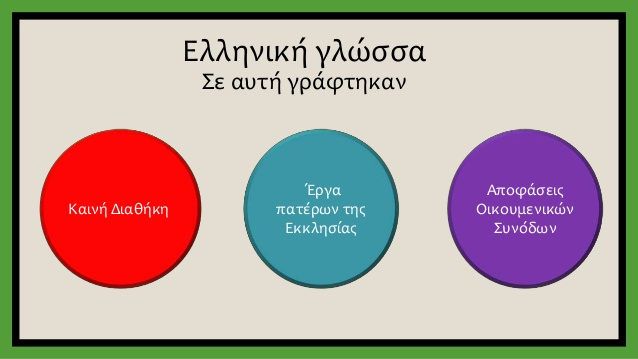 Ελληνική γλώσσα
Σε αυτή γράφτηκαν
Καινή Διαθήκη
Έργα
πατέρων της
Εκκλησίας
Αποφάσεις
Οικουμενικών
Συνόδων